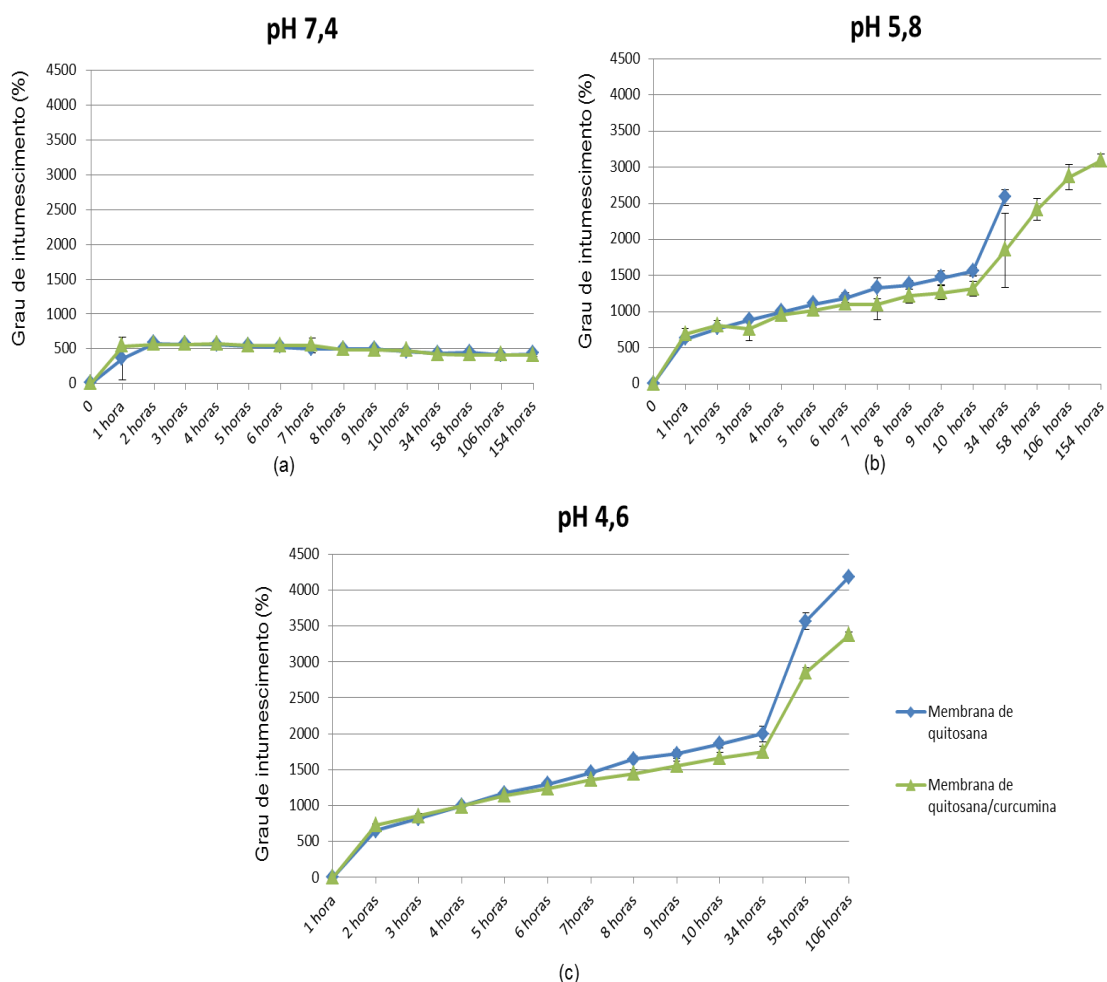 pH 7,4
Grau de intumescimento (%)
4500
4000
3500
3000
2500
2000
1500
1000
500
0
0
1 hora
2 horas
3 horas
4 horas
5 horas
6 horas
7 horas
8 horas
9 horas
10 horas
34 horas
58 horas
106 horas
154 horas
(a)
pH 5,8
Grau de intumescimento (%)
4500
4000
3500
3000
2500
2000
1500
1000
500
0
0
1 hora
2 horas
3 horas
4 horas
5 horas
6 horas
7 horas
8 horas
9 horas
10 horas
34 horas
58 horas
106 horas
154 horas
(b)
pH 4,6
Grau de intumescimento (%)
4500
4000
3500
3000
2500
2000
1500
1000
500
0
1 hora
2 horas
3 horas
4 horas
5 horas
6 horas
7horas
8 horas
9 horas
10 horas
34 horas
58 horas
106 horas
(c)
Membrana de
quitosana
Membrana de
quitosana/curcumina